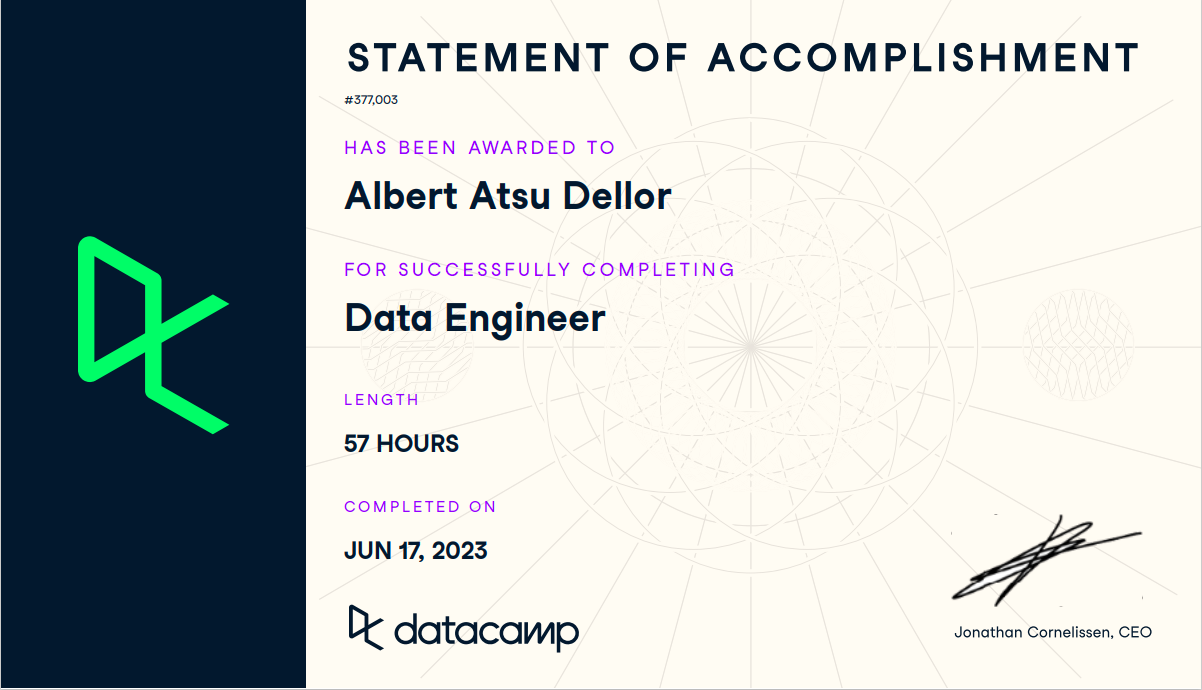 STATEMENT OF ACCOMPLISHMENT
#377,003
HAS BEEN AWARDED TO
Albert Atsu Dellor
FOR SUCCESSFULLY COMPLETING
Data Engineer
LENGTH
57 HOURS
COMPLETED ON
JUN 17, 2023
datacamp
Jonathan Cornelissen, CEO